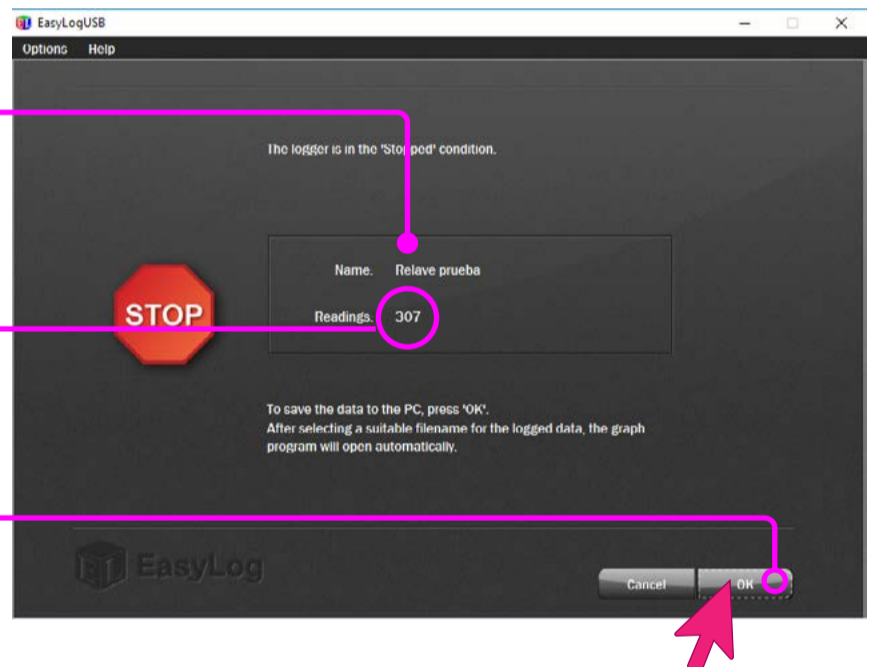 EasyLogUSB
Options Help
The logger is in the 'Stopped' condition.
Name. Relave prueba
STOP
Readings. 307
To save the data to the PC, press 'OK'.
After selecting a suitable filename for the logged data, the graph
program will open automatically.
EasyLog
Cancel OK